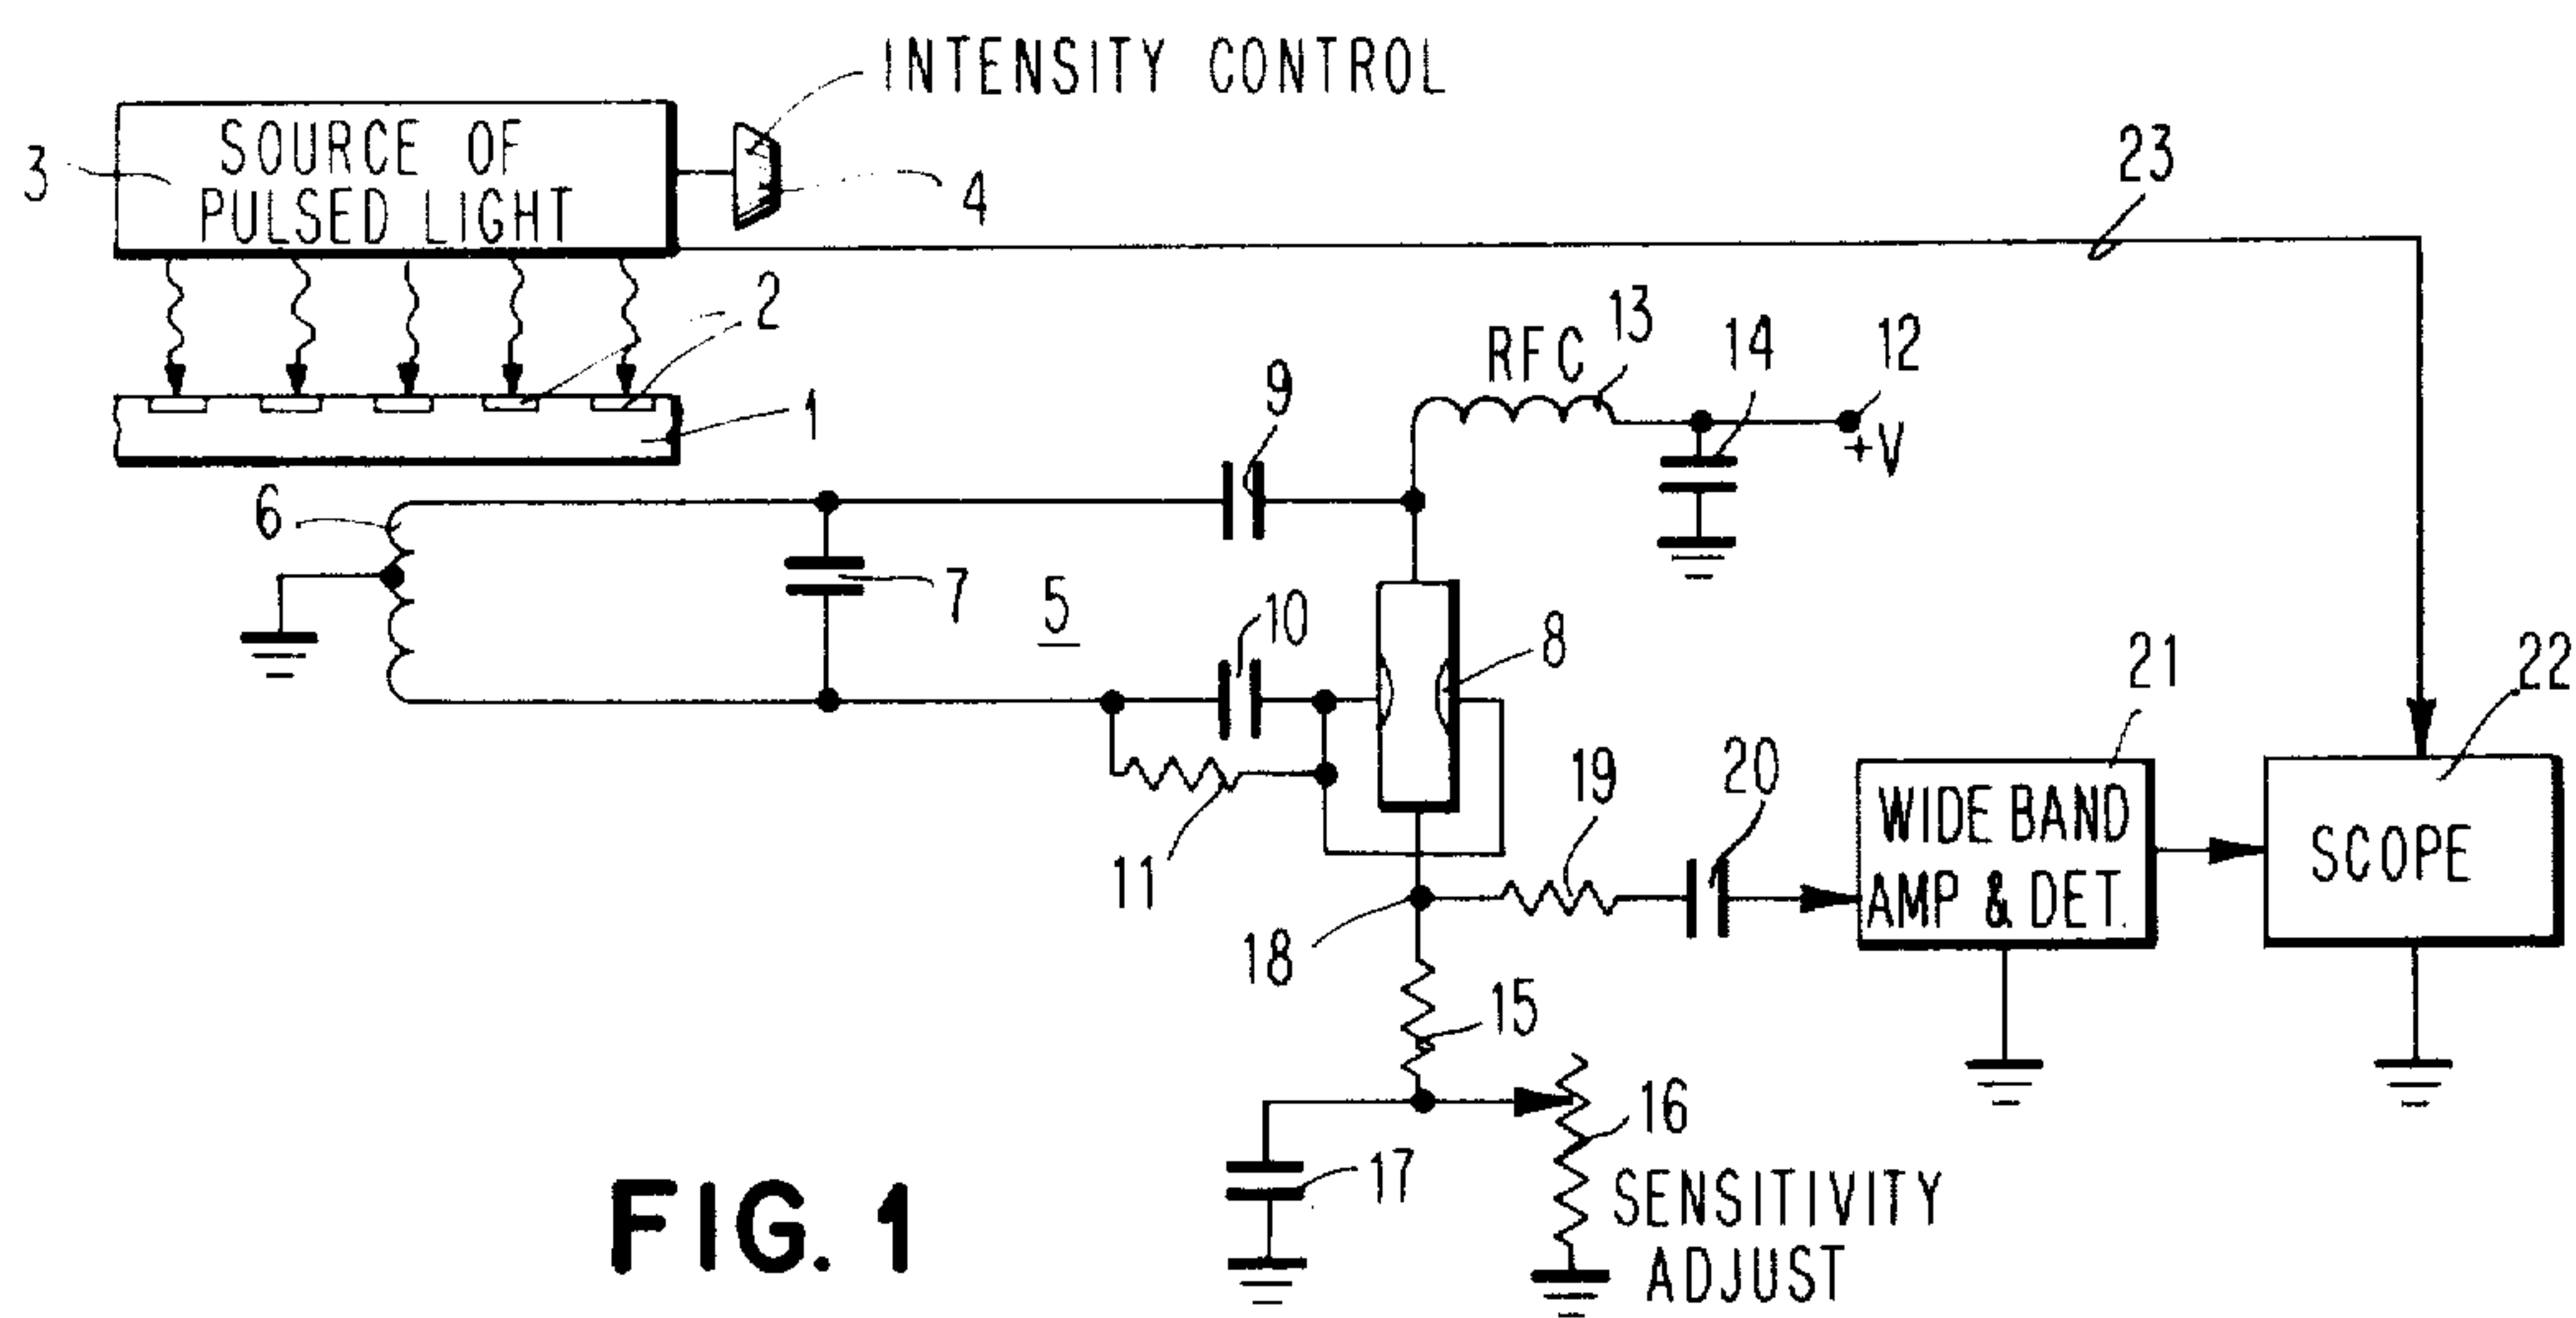 INTENSITY CONTROL
SOURCE OF
PULSED LIGHT
3
4
23
2
1
RFC
13
14
12
+V
9
6
7
5
10
8
11
18
19
20
21
22
WIDE BAND
AMP & DET.
SCOPE
15
16
17
SENSITIVITY
ADJUST
FIG. 1